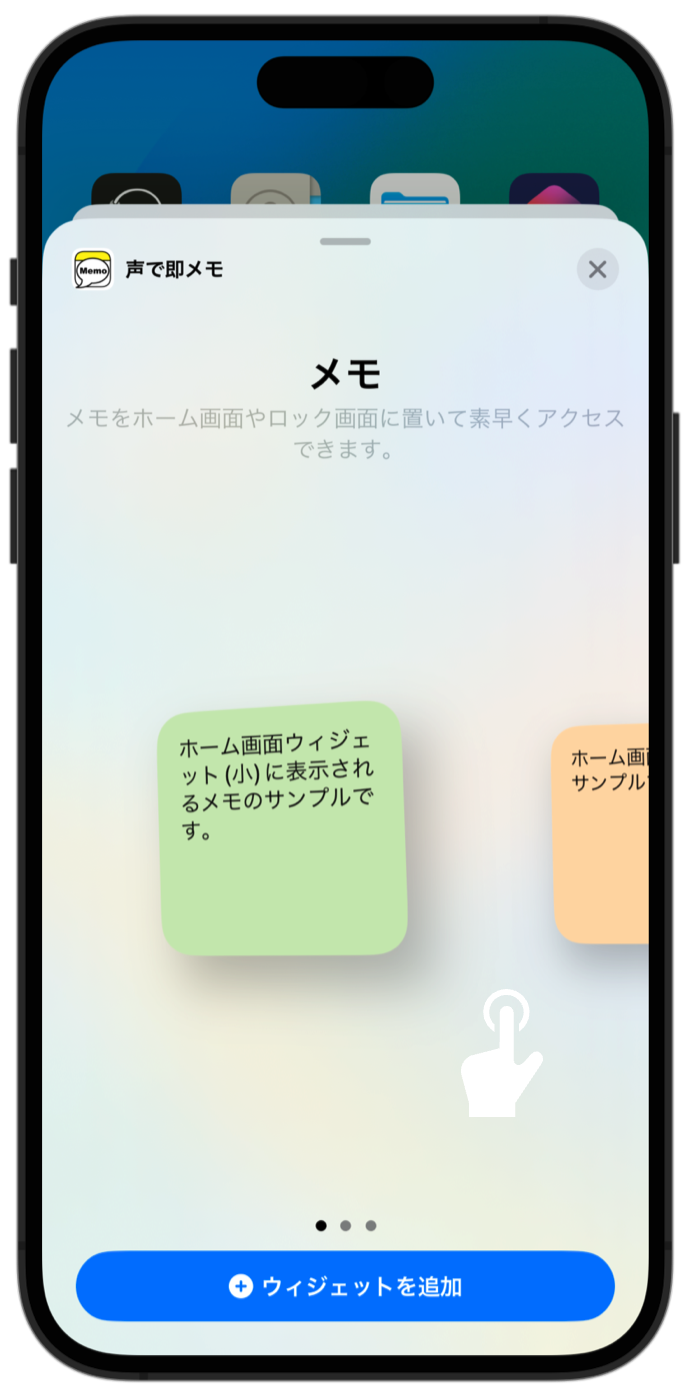 Memo
声で即メモ
メモ
メモをホーム画面やロック画面に置いて素早くアクセス
できます。
ホーム画面ウィジェ
ット (小) に表示され
るメモのサンプルで
す。
ホーム画
サンプル
ウィジェットを追加